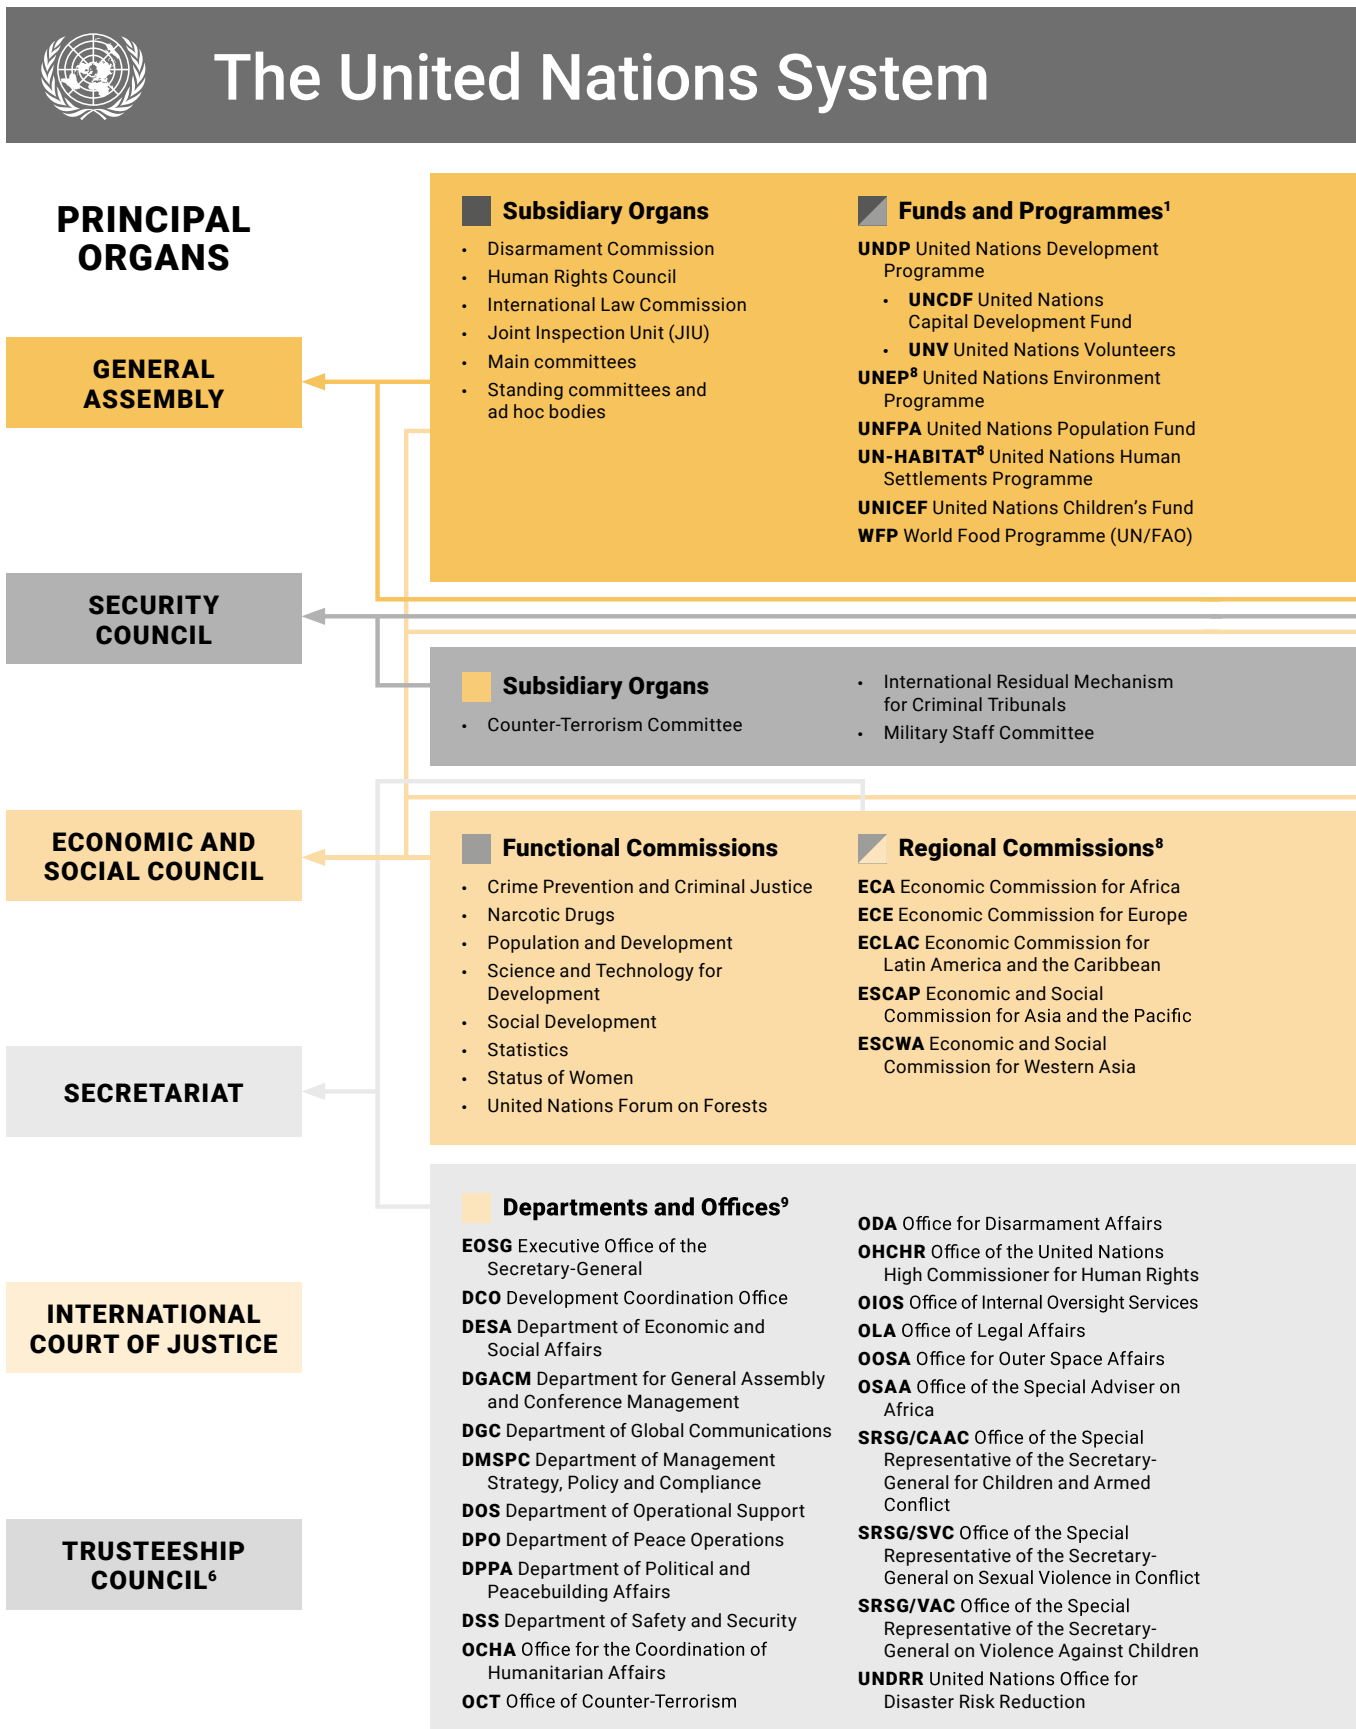 The United Nations System
PRINCIPAL
ORGANS
GENERAL
ASSEMBLY
SECURITY
COUNCIL
ECONOMIC AND
SOCIAL COUNCIL
SECRETARIAT
INTERNATIONAL
COURT OF JUSTICE
TRUSTEESHIP
COUNCIL⁶
Subsidiary Organs
• Disarmament Commission
• Human Rights Council
• International Law Commission
• Joint Inspection Unit (JIU)
• Main committees
• Standing committees and
ad hoc bodies
Funds and Programmes¹
UNDP United Nations Development
Programme
• UNCDF United Nations
Capital Development Fund
• UNV United Nations Volunteers
UNEP⁸ United Nations Environment
Programme
UNFPA United Nations Population Fund
UN-HABITAT⁸ United Nations Human
Settlements Programme
UNICEF United Nations Children’s Fund
WFP World Food Programme (UN/FAO)
Subsidiary Organs
• Counter-Terrorism Committee
• International Residual Mechanism
for Criminal Tribunals
• Military Staff Committee
Functional Commissions
• Crime Prevention and Criminal Justice
• Narcotic Drugs
• Population and Development
• Science and Technology for
Development
• Social Development
• Statistics
• Status of Women
• United Nations Forum on Forests
Regional Commissions⁸
ECA Economic Commission for Africa
ECE Economic Commission for Europe
ECLAC Economic Commission for
Latin America and the Caribbean
ESCAP Economic and Social
Commission for Asia and the Pacific
ESCWA Economic and Social
Commission for Western Asia
Departments and Offices⁹
EOSG Executive Office of the
Secretary-General
DCO Development Coordination Office
DESA Department of Economic and
Social Affairs
DGACM Department for General Assembly
and Conference Management
DGC Department of Global Communications
DMSPC Department of Management
Strategy, Policy and Compliance
DOS Department of Operational Support
DPO Department of Peace Operations
DPPA Department of Political and
Peacebuilding Affairs
DSS Department of Safety and Security
OCHA Office for the Coordination of
Humanitarian Affairs
OCT Office of Counter-Terrorism
ODA Office for Disarmament Affairs
OHCHR Office of the United Nations
High Commissioner for Human Rights
OIOS Office of Internal Oversight Services
OLA Office of Legal Affairs
OOSA Office for Outer Space Affairs
OSAA Office of the Special Adviser on
Africa
SRSG/CAAC Office of the Special
Representative of the Secretary-
General for Children and Armed
Conflict
SRSG/SVC Office of the Special
Representative of the Secretary-
General on Sexual Violence in Conflict
SRSG/VAC Office of the Special
Representative of the Secretary-
General on Violence Against Children
UNDRR United Nations Office for
Disaster Risk Reduction